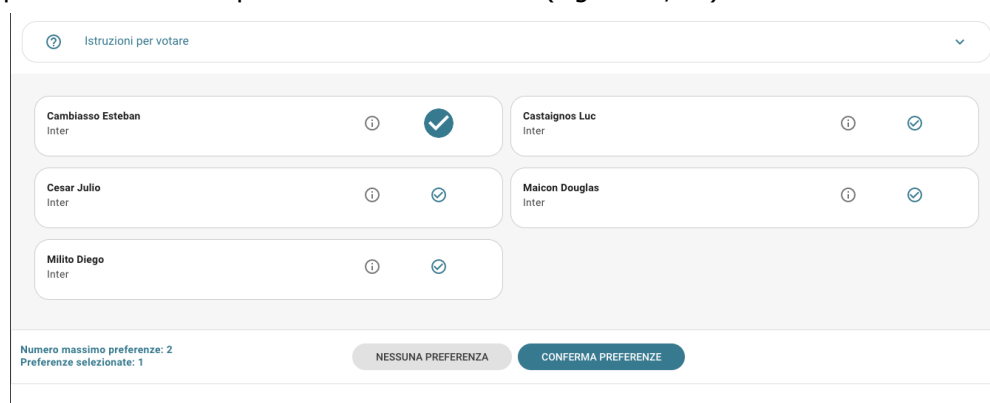 Istruzioni per votare
Cambiasso Esteban
Inter
Castaignos Luc
Inter
Cesar Julio
Inter
Maicon Douglas
Inter
Milito Diego
Inter
Numero massimo preferenze: 2
Preferenze selezionate: 1
NESSUNA PREFERENZA
CONFERMA PREFERENZE